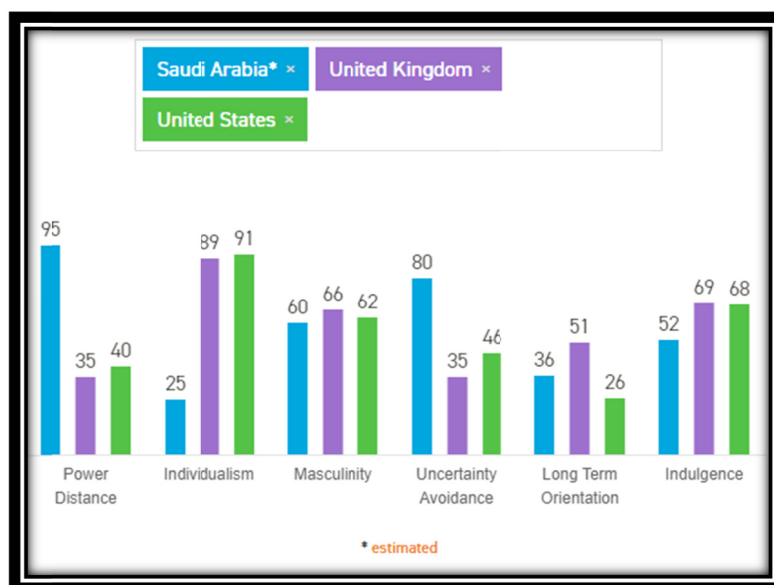 Saudi Arabia* × United Kingdom ×
United States ×
95 35 40
25 89 91
60 66 62
80 35 46
36 51 26
52 69 68
Power
Distance
Individualism
Masculinity
Uncertainty
Avoidance
Long Term
Orientation
Indulgence
* estimated